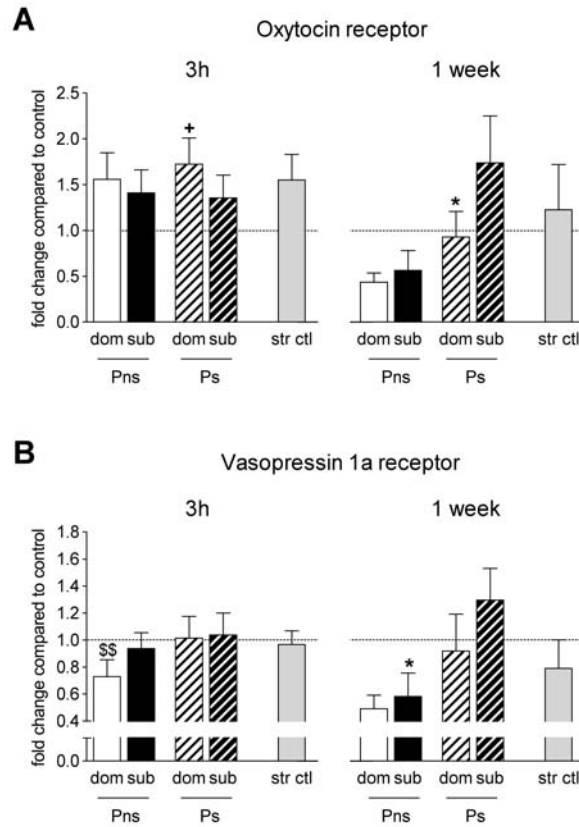 A
Oxytocin receptor
3h
1 week
fold change compared to control
2.5
2.0
1.5
1.0
0.5
0.0
+
*
dom sub
dom sub
str ctl
dom sub
dom sub
str ctl
Pns
Ps
Pns
Ps
B
Vasopressin 1a receptor
3h
1 week
fold change compared to control
1.8
1.6
1.4
1.2
1.0
0.8
0.6
0.4
0.0
$$
*
dom sub
dom sub
str ctl
dom sub
dom sub
str ctl
Pns
Ps
Pns
Ps